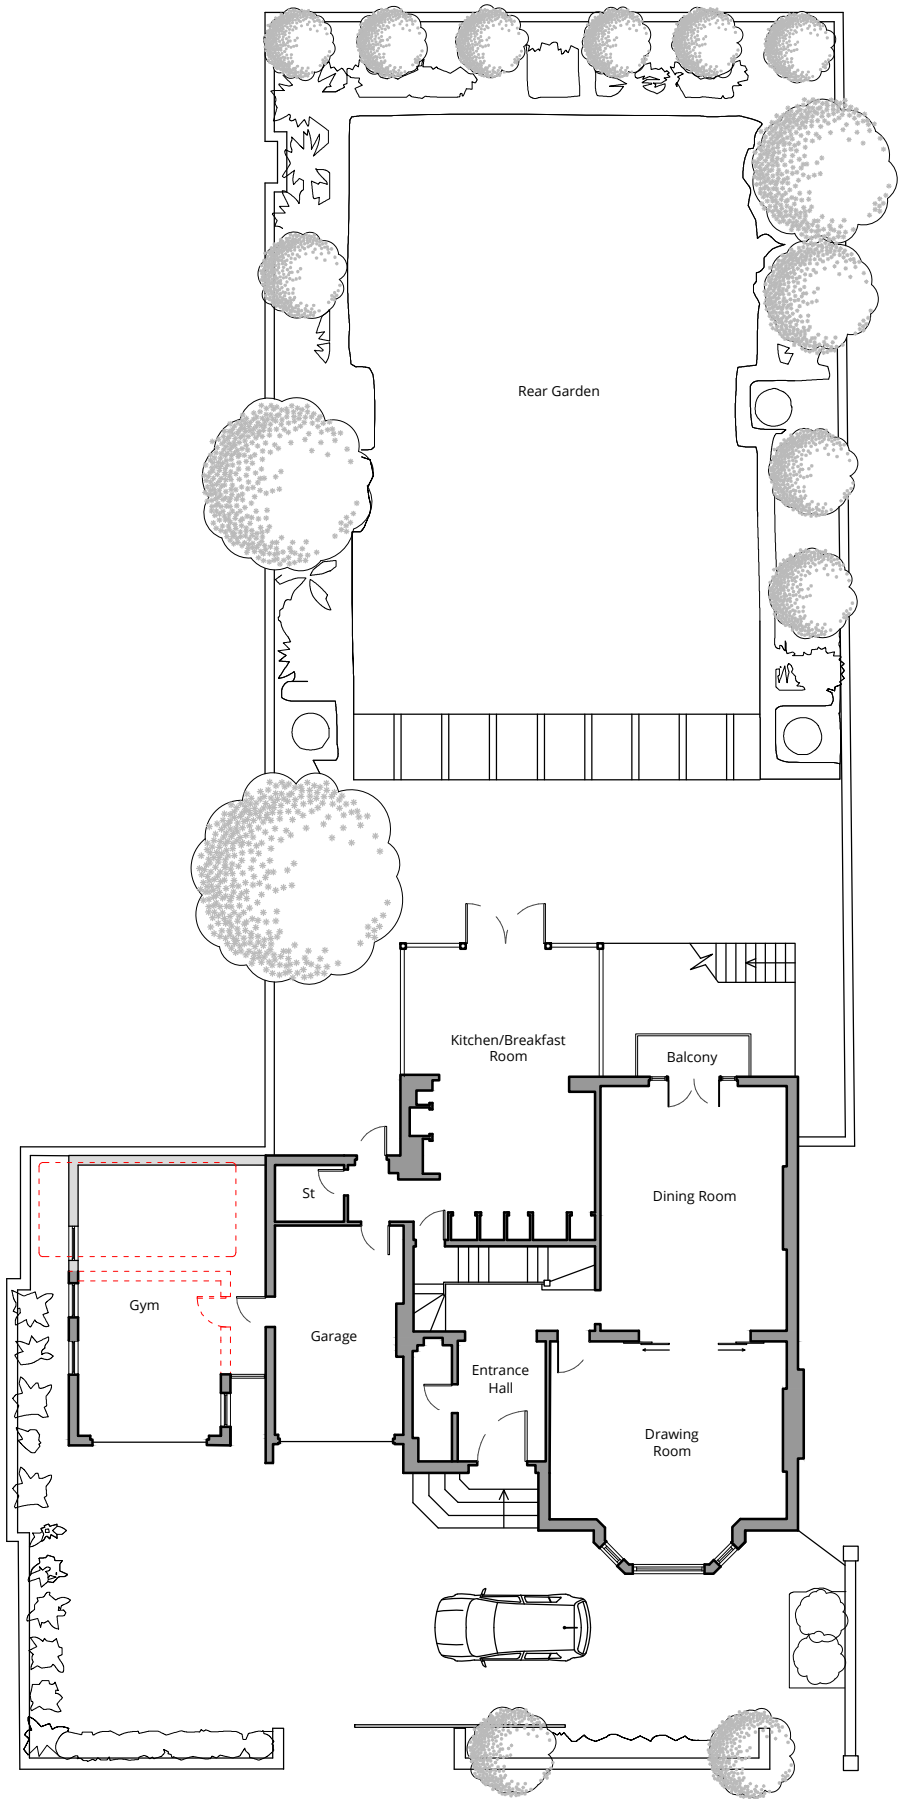 Rear Garden
Kitchen/Breakfast
Room
Balcony
St
Dining Room
Gym
Garage
Entrance
Hall
Drawing
Room